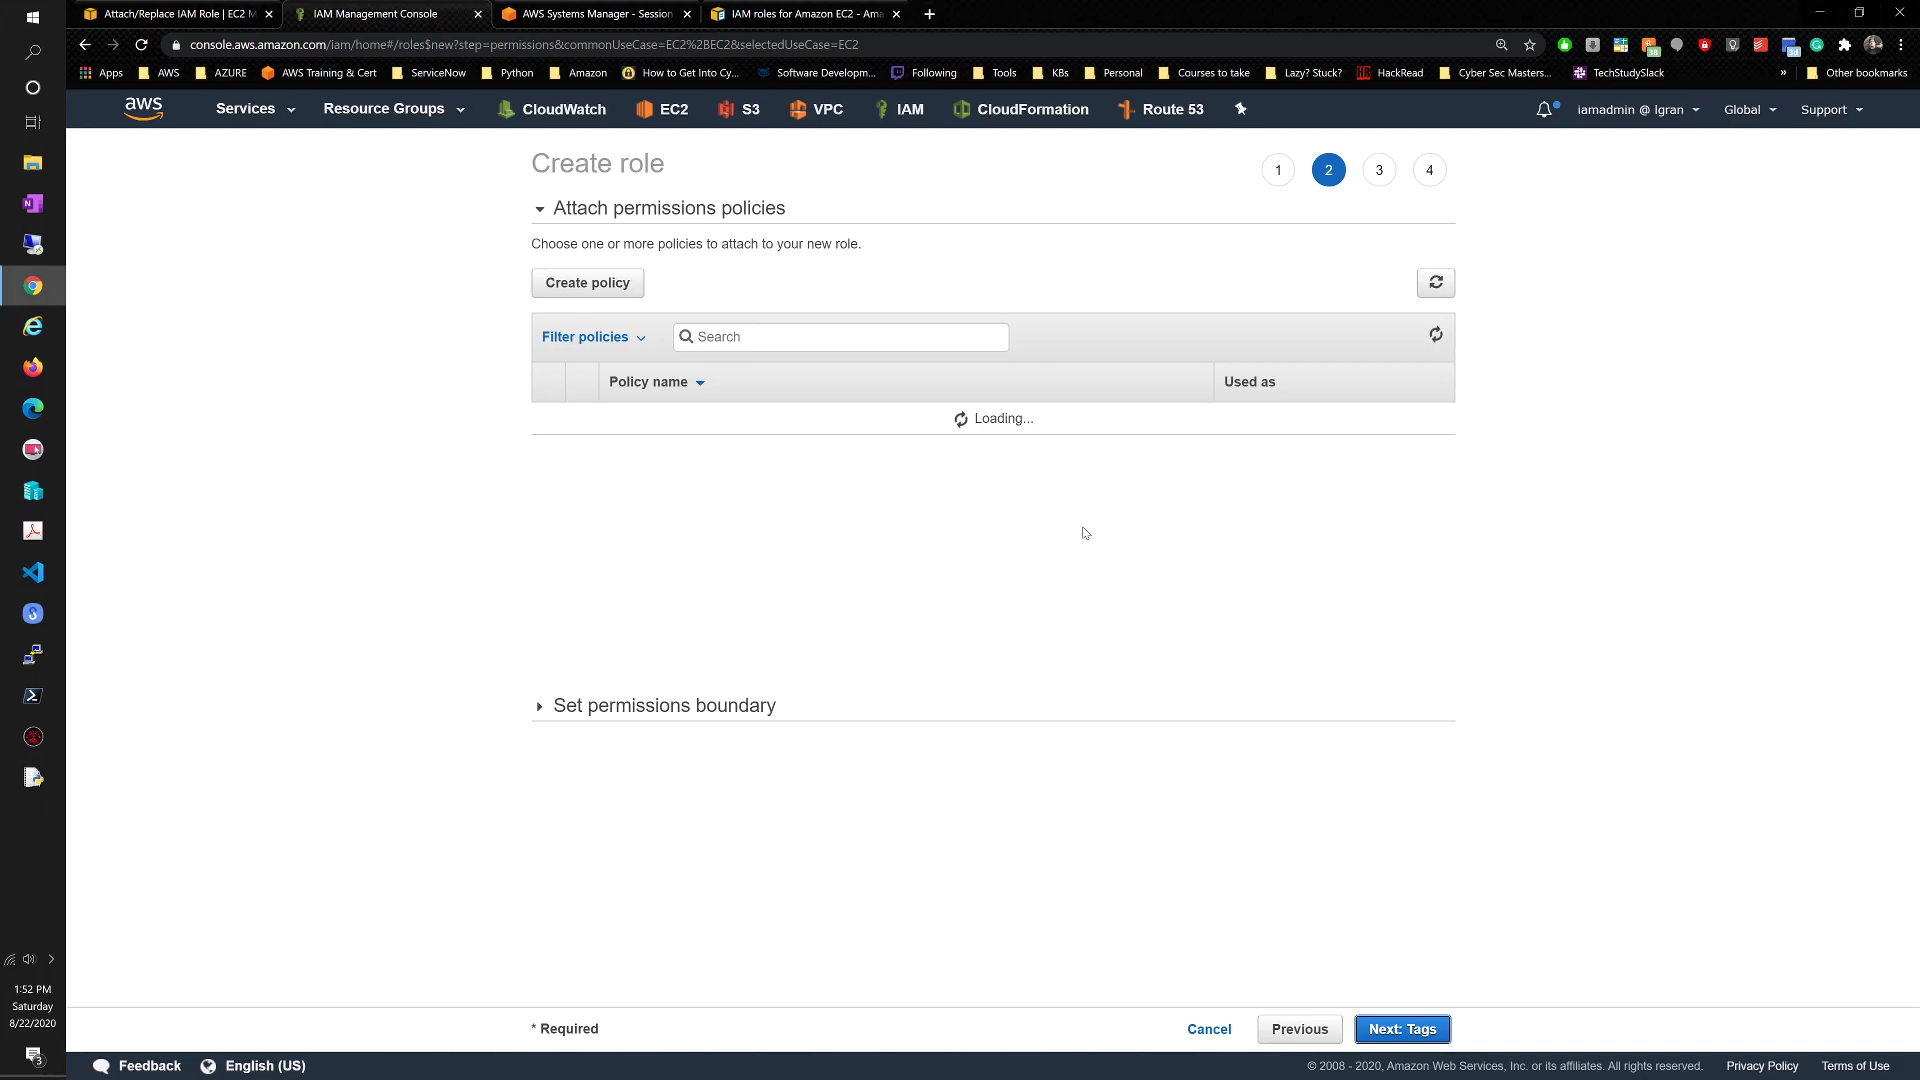 Attach/Replace IAM Role | EC2 M
IAM Management Console
AWS Systems Manager - Session
IAM roles for Amazon EC2 - Ama
console.aws.amazon.com/iam/home#/roles$new?step=permissions&commonUseCase=EC2%2BEC2&selectedUseCase=EC2
Apps AWS AZURE AWS Training & Cert ServiceNow Python Amazon How to Get Into Cy... Software Developm... Following Tools KBs Personal Courses to take Lazy? Stuck? HackRead Cyber Sec Masters... TechStudySlack » Other bookmarks
aws Services Resource Groups CloudWatch EC2 S3 VPC IAM CloudFormation Route 53 iamadmin @ lgran Global Support
Create role
1 2 3 4
Attach permissions policies
Choose one or more policies to attach to your new role.
Create policy
Filter policies Search
Policy name Used as
Loading...
Set permissions boundary
* Required Cancel Previous Next: Tags
Feedback English (US) © 2008 - 2020, Amazon Web Services, Inc. or its affiliates. All rights reserved. Privacy Policy Terms of Use
1:52 PM
Saturday
8/22/2020
3